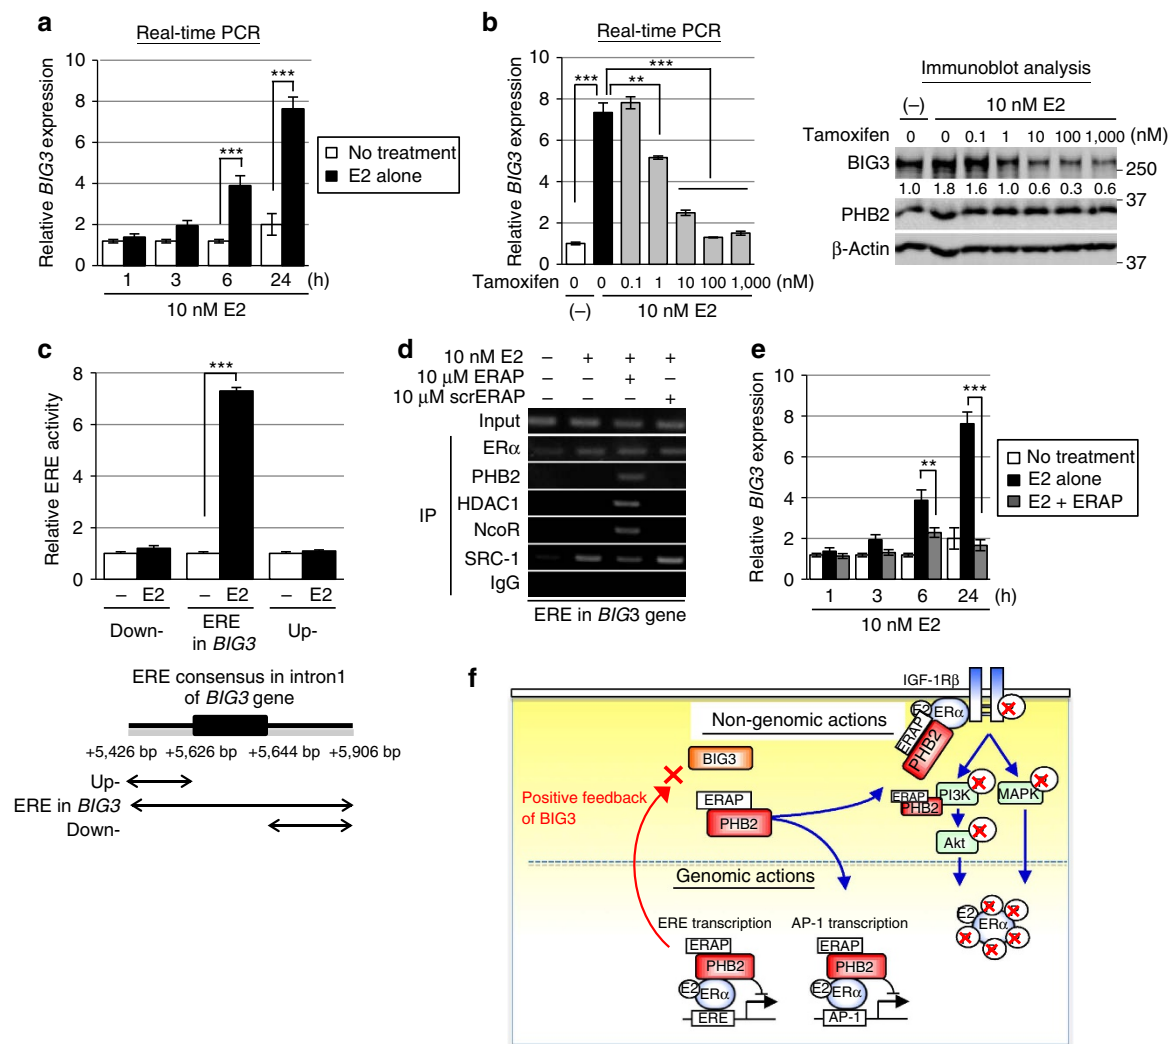 a
Real-time PCR
Relative BIG3 expression
10
8
6
4
2
0
***
***
No treatment
E2 alone
1 3 6 24 (h)
10 nM E2
b
Real-time PCR
Relative BIG3 expression
10
8
6
4
2
0
***
***
**
Tamoxifen 0 0 0.1 1 10 100 1,000 (nM)
(–) 10 nM E2
Immunoblot analysis
(–) 10 nM E2
Tamoxifen 0 0 0.1 1 10 100 1,000 (nM)
BIG3
250
1.0 1.8 1.6 1.0 0.6 0.3 0.6
37
PHB2
β-Actin
37
c
Relative ERE activity
8
6
4
2
0
***
– E2 – E2 – E2
Down- ERE in BIG3 Up-
ERE consensus in intron1
of BIG3 gene
+5,426 bp +5,626 bp +5,644 bp +5,906 bp
Up-
ERE in BIG3
Down-
d
10 nM E2 – + + +
10 μM ERAP – – + –
10 μM scrERAP – – – +
Input
IP
ERα
PHB2
HDAC1
NcoR
SRC-1
IgG
ERE in BIG3 gene
e
Relative BIG3 expression
10
8
6
4
2
0
**
***
No treatment
E2 alone
E2 + ERAP
1 3 6 24 (h)
10 nM E2
f
IGF-1Rβ
Non-genomic actions
E2
ERα
ERAP
PHB2
BIG3
Positive feedback
of BIG3
ERAP
PHB2
ERAP
PHB2
PI3K
MAPK
Akt
Genomic actions
E2
ERα
ERE transcription
ERAP
PHB2
E2
ERα
ERE
AP-1 transcription
ERAP
PHB2
E2
ERα
AP-1